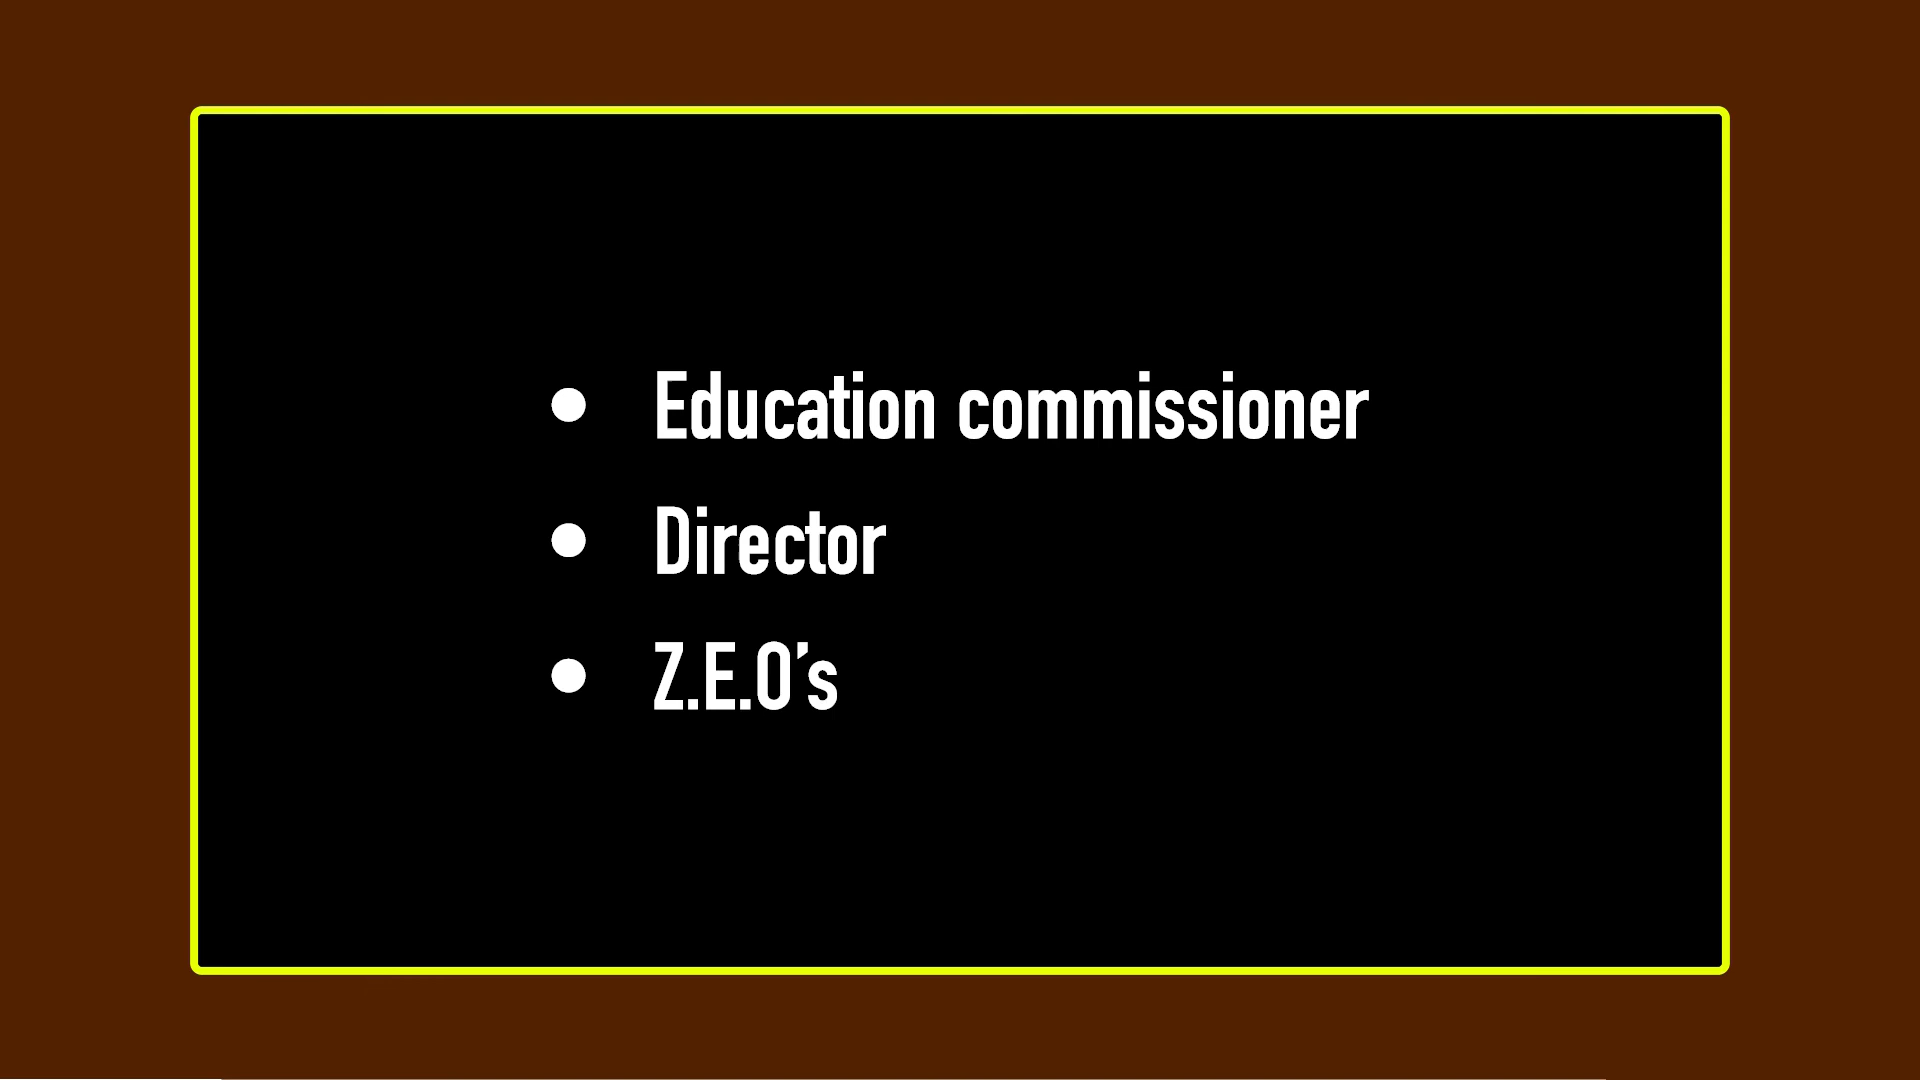 • Education commissioner
• Director
• Z.E.O’s